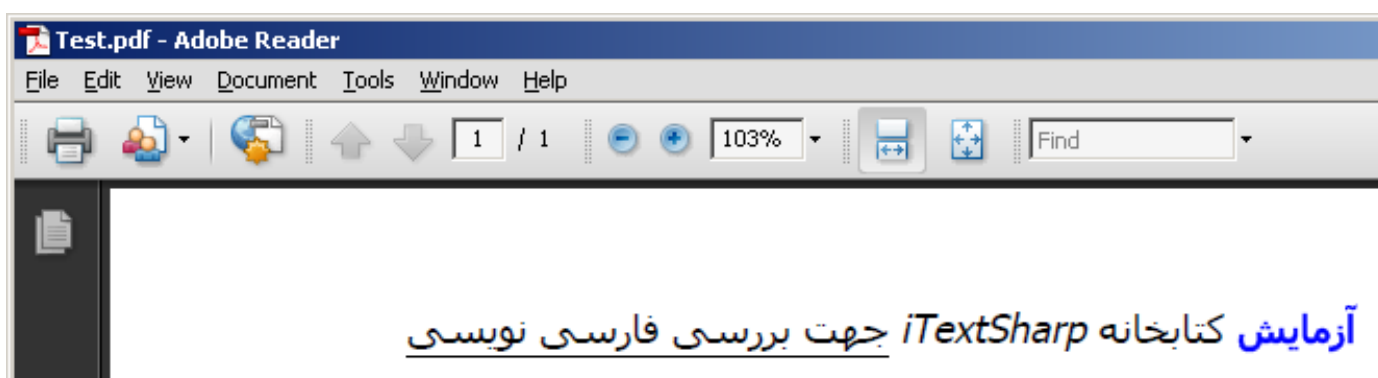 Test.pdf - Adobe Reader
File Edit View Document Tools Window Help
1 / 1 103% Find
آزمایش کتابخانه iTextSharp جهت بررسی فارسی نویسی